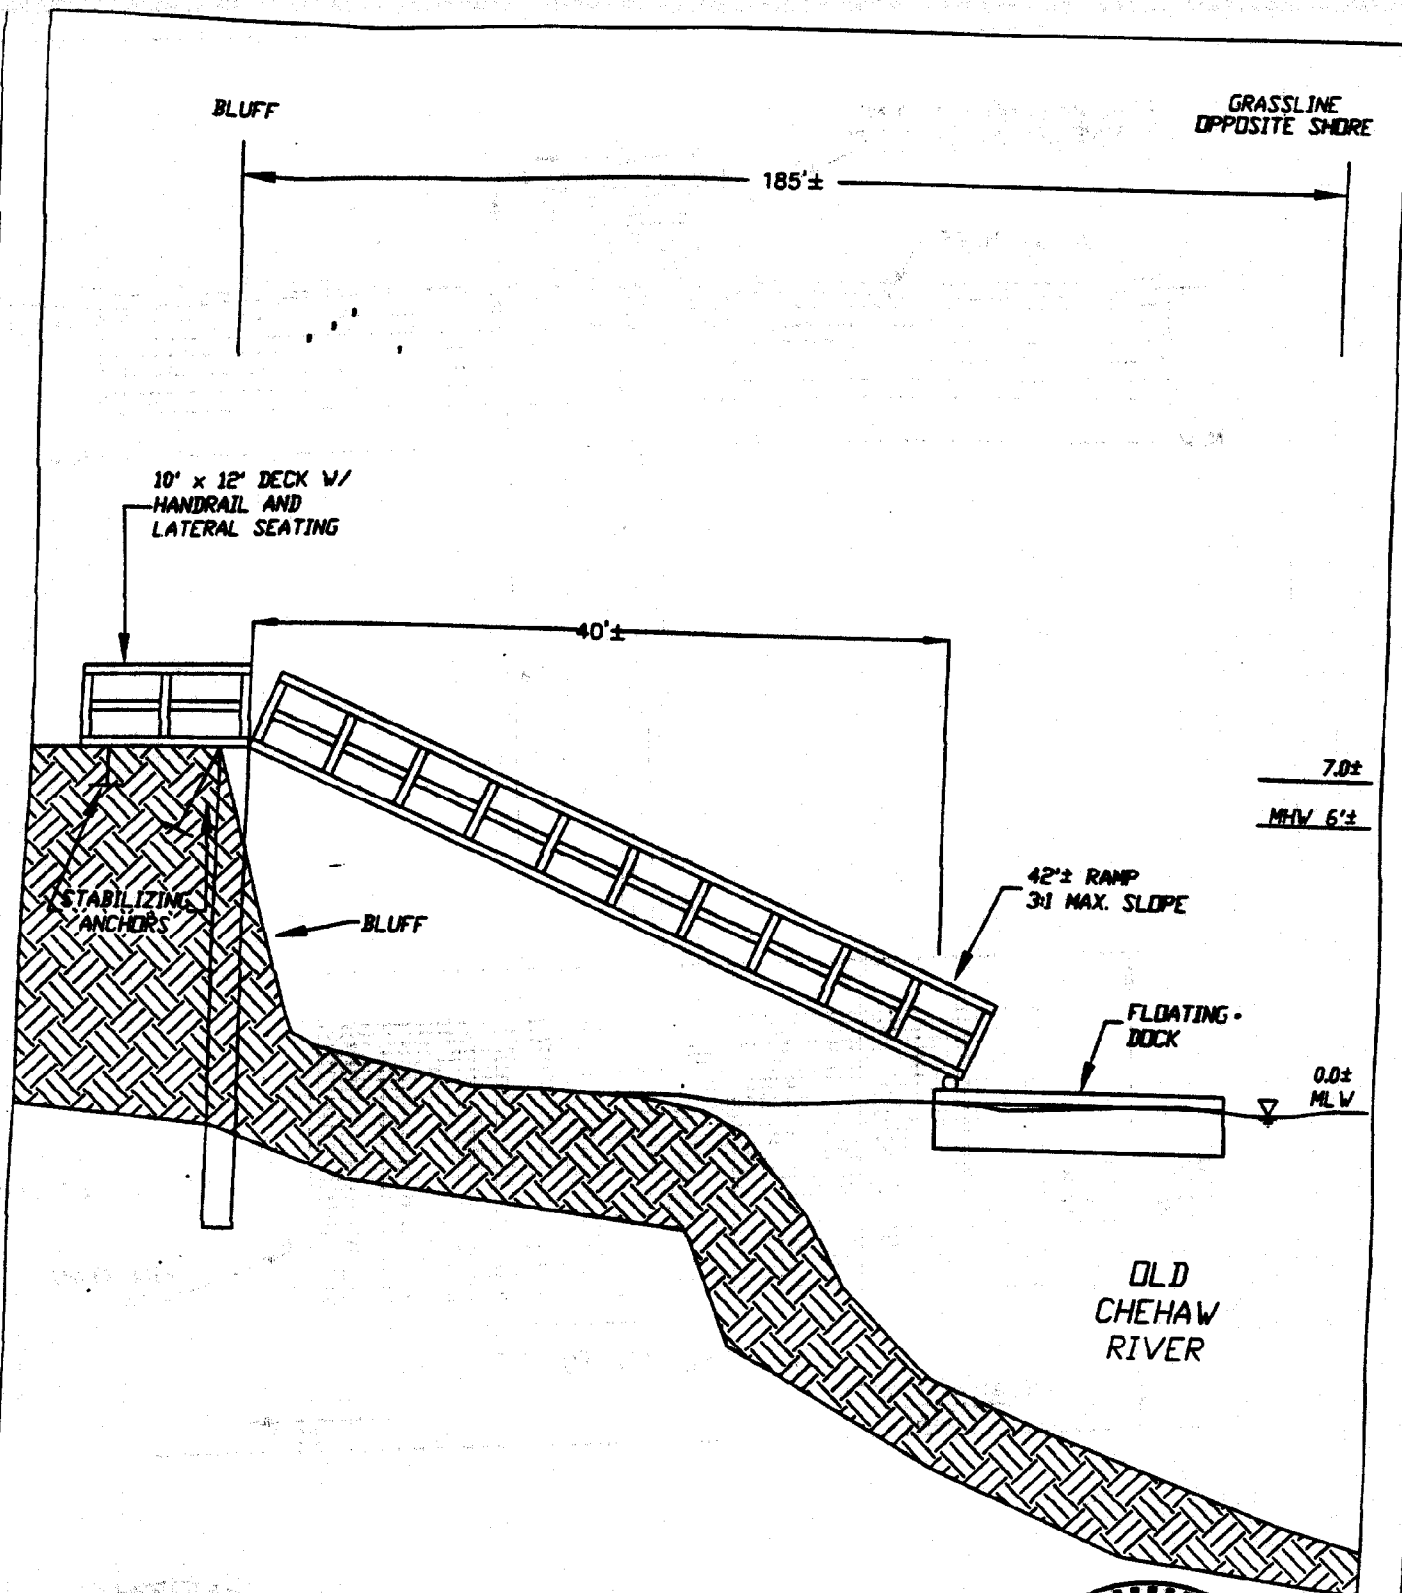 BLUFF
GRASSLINE
OPPOSITE SHORE
185'±
10' x 12' DECK W/
HANDRAIL AND
LATERAL SEATING
40'±
7.0±
MHW 6'±
42'± RAMP
3:1 MAX. SLOPE
STABILIZING
ANCHORS
BLUFF
FLOATING
DOCK
0.0±
MLW
OLD
CHEHAW
RIVER